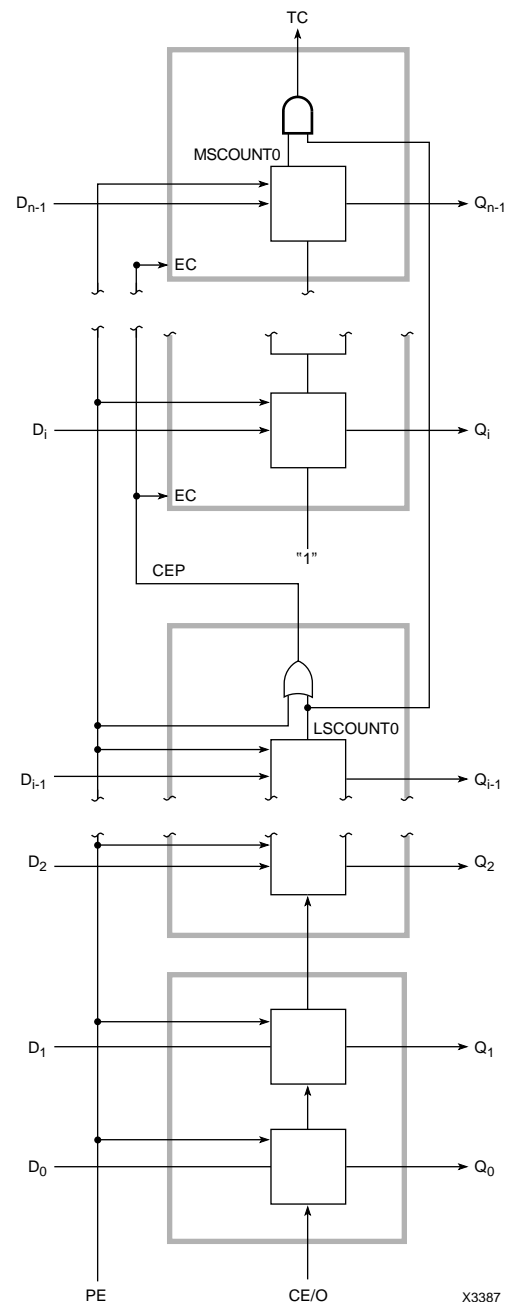 TC
MSCOUNT0
Dn-1
Qn-1
EC
Di
Qi
EC
"1"
CEP
LSCOUNT0
Di-1
Qi-1
D2
Q2
D1
Q1
D0
Q0
PE
CE/O
X3387